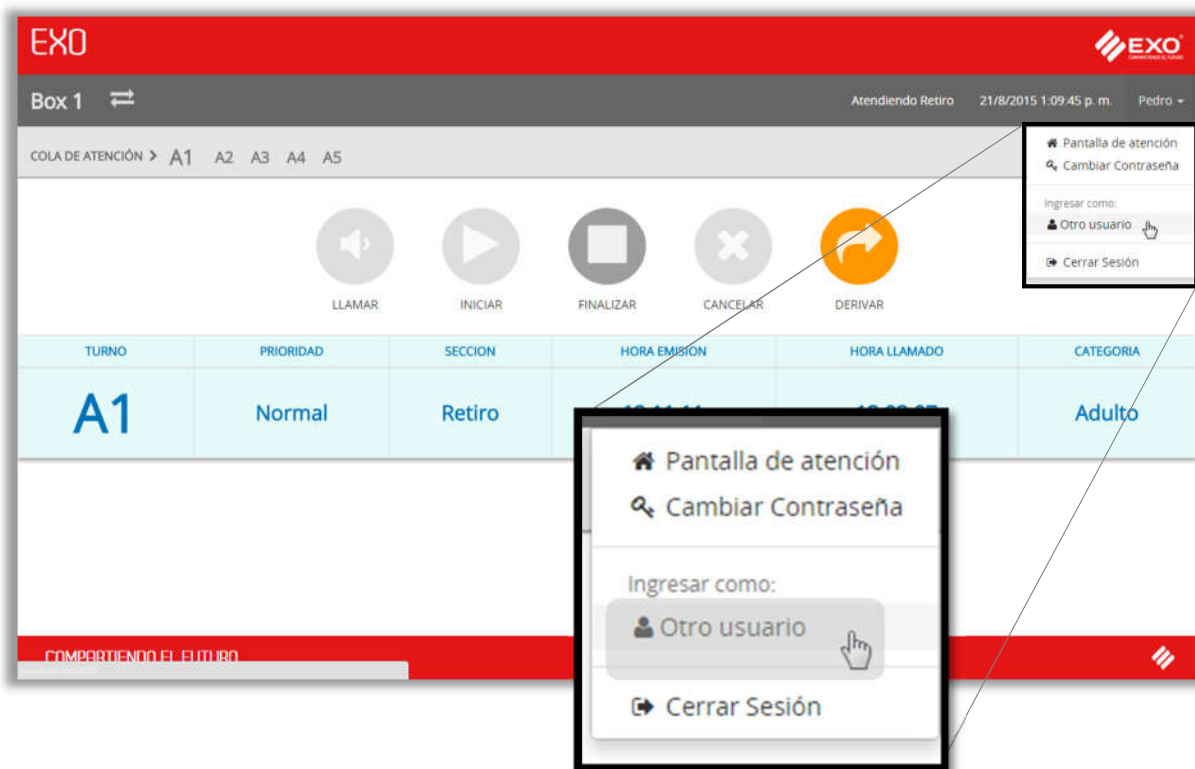 EXO
EXO
Box 1
Atendiendo Retiro 21/8/2015 1:09:45 p. m. Pedro
COLA DE ATENCIÓN > A1 A2 A3 A4 A5
Pantalla de atención
Cambiar Contraseña
Ingresar como:
Otro usuario
Cerrar Sesión
LLAMAR INICIAR FINALIZAR CANCELAR DERIVAR
TURNO PRIORIDAD SECCION HORA EMISION HORA LLAMADO CATEGORIA
A1 Normal Retiro Adulto
Pantalla de atención
Cambiar Contraseña
Ingresar como:
Otro usuario
Cerrar Sesión
COMPARTIENDO EL FUTURO